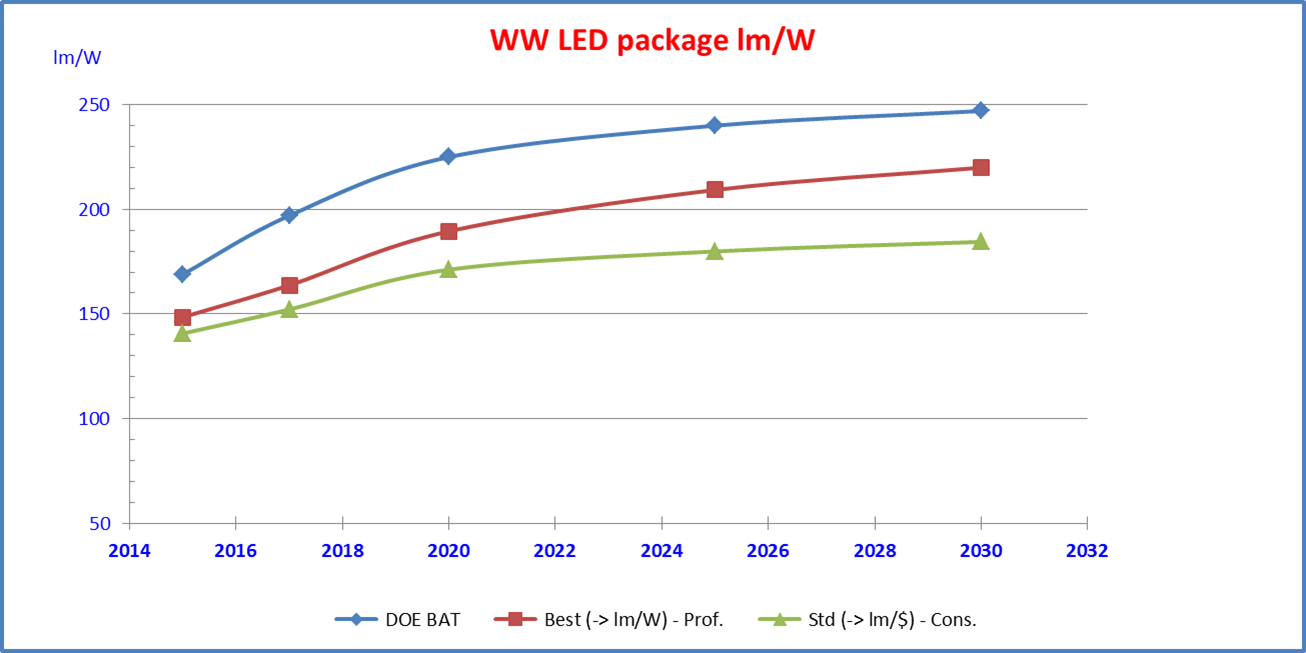 WW LED package lm/W
lm/W
250
200
150
100
50
2014 2016 2018 2020 2022 2024 2026 2028 2030 2032
DOE BAT Best (-> lm/W) - Prof. Std (-> lm/$) - Cons.